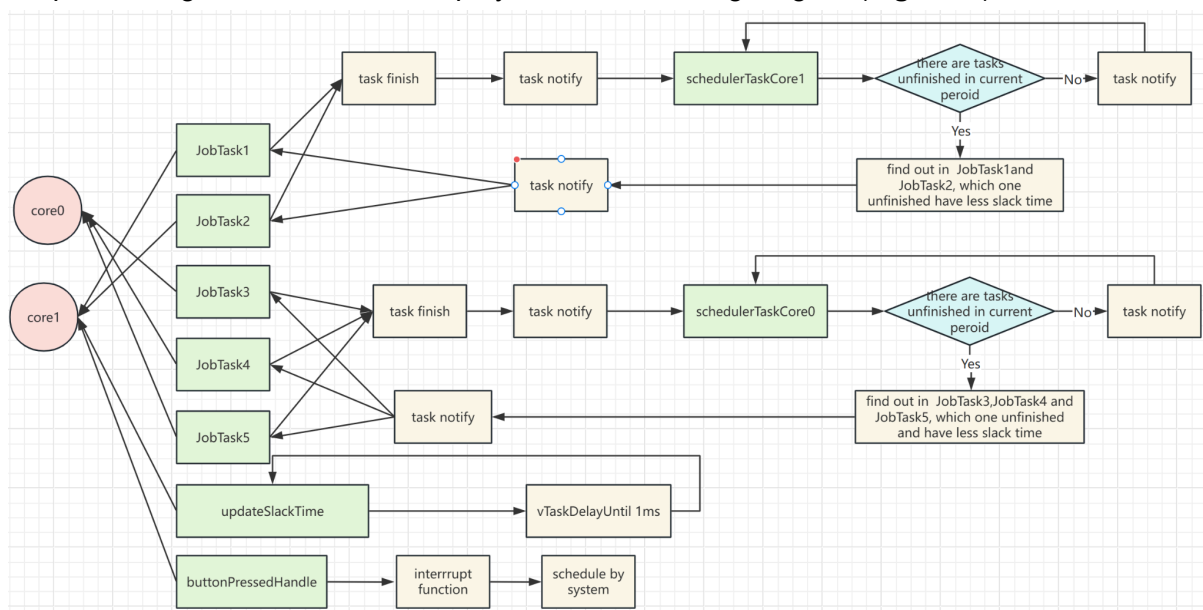 task finish
task notify
schedulerTaskCore1
there are tasks
unfinished in current
peroid
No
task notify
Yes
JobTask1
task notify
find out in JobTask1and
JobTask2, which one
unfinished have less slack time
core0
JobTask2
JobTask3
core1
task finish
task notify
schedulerTaskCore0
there are tasks
unfinished in current
peroid
No
task notify
Yes
JobTask4
task notify
find out in JobTask3,JobTask4 and
JobTask5, which one unfinished
and have less slack time
JobTask5
updateSlackTime
vTaskDelayUntil 1ms
buttonPressedHandle
interrrupt
function
schedule by
system